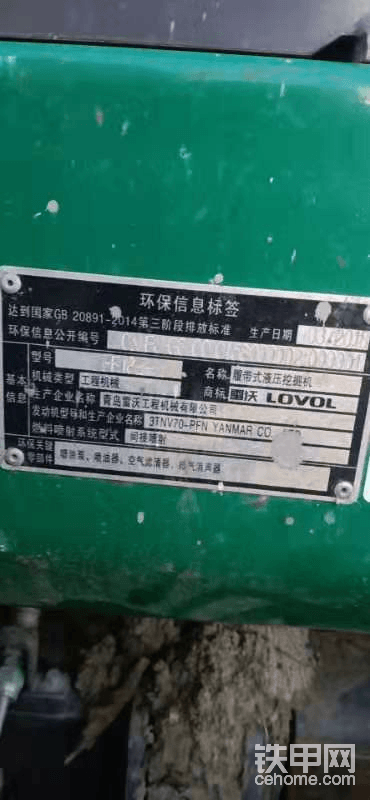 环保信息标签
达到国家GB 20891-2014第三阶段排放标准 生产日期
环保信息公开编号
型号 名称 履带式液压挖掘机
基本信息 机械类型 工程机械 商标 雷沃 LOVOL
生产企业名称 青岛雷沃工程机械有限公司
发动机型号和生产企业名称 3TNV70-PFN YANMAR CO.
燃料喷射系统型式 间接喷射
环保关键零部件 喷油泵、喷油器、空气滤清器、排气消声器
铁甲网
cehome.com